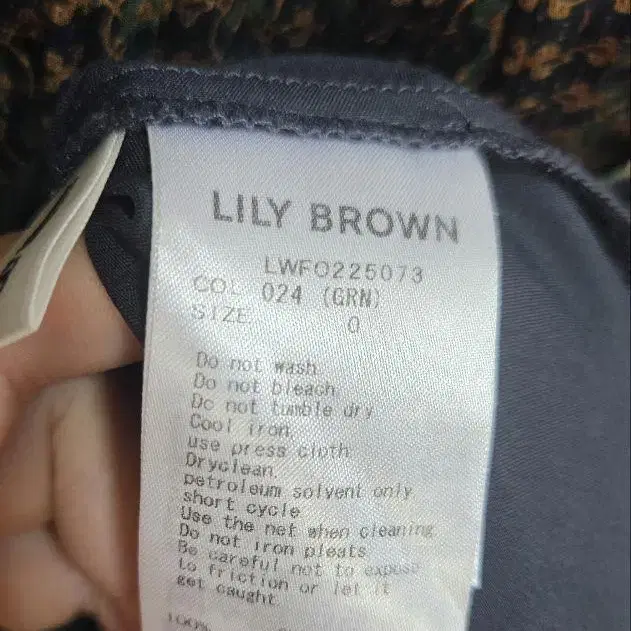 LILY BROWN
LWFO225073
COL 024 (GRN)
SIZE 0
Do not wash
Do not bleach
Do not tumble dry
Cool iron.
use press cloth
Dryclean.
petroleum solvent only
short cycle
Use the net when cleaning
Do not iron pleats
Be careful not to expose
to friction or let it
get caught.
100%